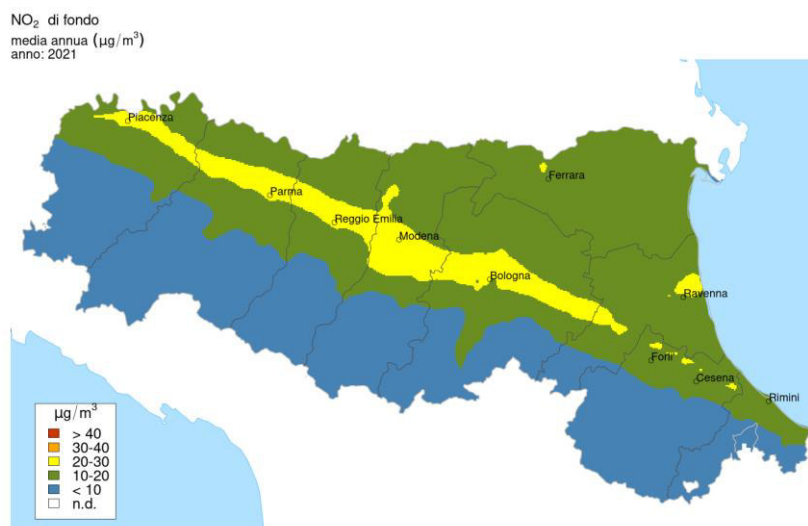 NO₂ di fondo
media annua (μg/m³)
anno: 2021
Piacenza
Parma
Reggio Emilia
Modena
Ferrara
Bologna
Ravenna
Forlì
Cesena
Rimini
μg/m³
> 40
30-40
20-30
10-20
< 10
n.d.